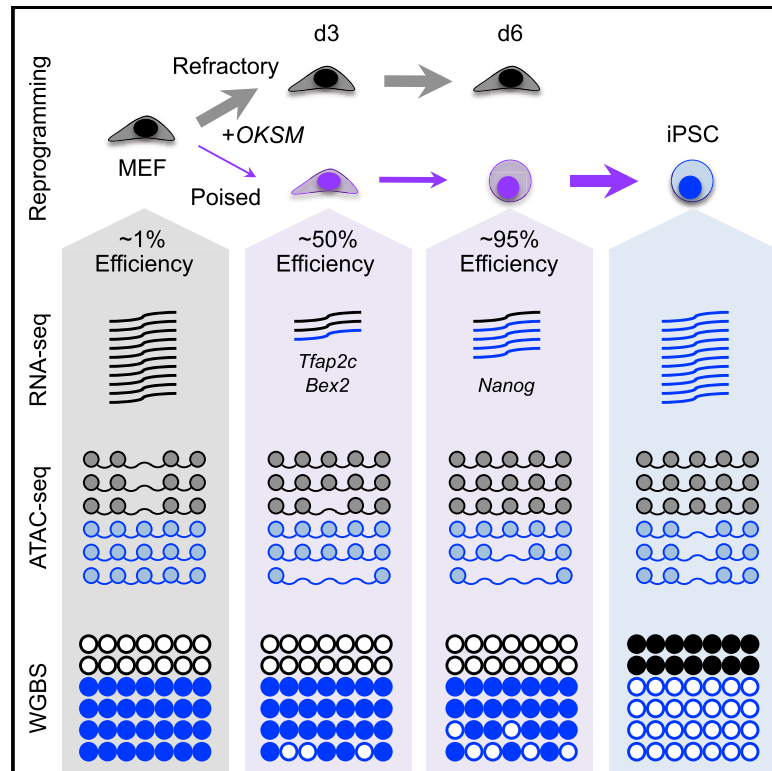 d3
d6
Reprogramming
Refractory
+OKSM
MEF
iPSC
Poised
~1%
Efficiency
~50%
Efficiency
~95%
Efficiency
RNA-seq
Tfap2c
Bex2
Nanog
ATAC-seq
WGBS